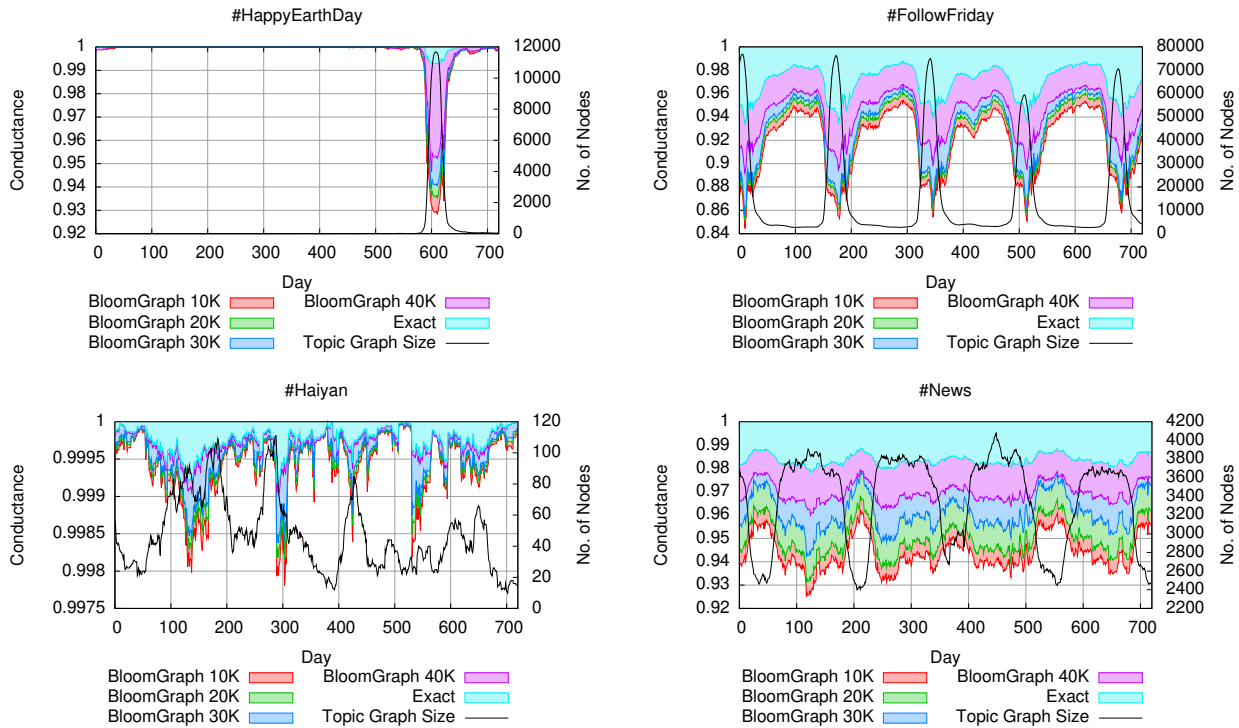 #HappyEarthDay
1
0.99
0.98
0.97
0.96
0.95
0.94
0.93
0.92
Conductance
12000
10000
8000
6000
4000
2000
0
No. of Nodes
0 100 200 300 400 500 600 700
Day
BloomGraph 10K BloomGraph 40K
BloomGraph 20K Exact
BloomGraph 30K Topic Graph Size
#FollowFriday
1
0.98
0.96
0.94
0.92
0.9
0.88
0.86
0.84
Conductance
80000
70000
60000
50000
40000
30000
20000
10000
0
No. of Nodes
0 100 200 300 400 500 600 700
Day
BloomGraph 10K BloomGraph 40K
BloomGraph 20K Exact
BloomGraph 30K Topic Graph Size
#Haiyan
1
0.9995
0.999
0.9985
0.998
0.9975
Conductance
120
100
80
60
40
20
0
No. of Nodes
0 100 200 300 400 500 600 700
Day
BloomGraph 10K BloomGraph 40K
BloomGraph 20K Exact
BloomGraph 30K Topic Graph Size
#News
1
0.99
0.98
0.97
0.96
0.95
0.94
0.93
0.92
Conductance
4200
4000
3800
3600
3400
3200
3000
2800
2600
2400
2200
No. of Nodes
0 100 200 300 400 500 600 700
Day
BloomGraph 10K BloomGraph 40K
BloomGraph 20K Exact
BloomGraph 30K Topic Graph Size